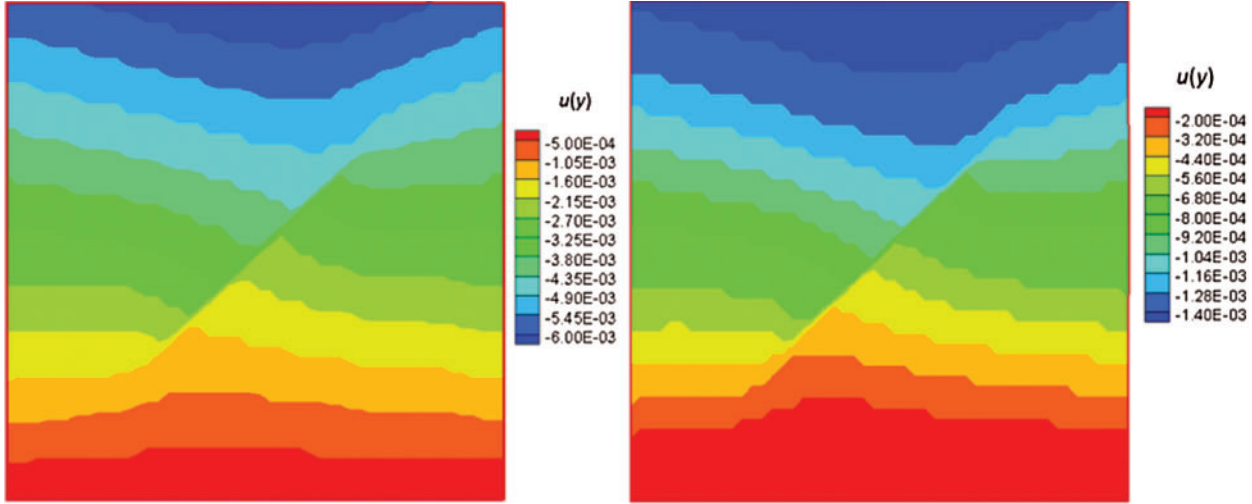 u(y)
-5.00E-04
-1.05E-03
-1.60E-03
-2.15E-03
-2.70E-03
-3.25E-03
-3.80E-03
-4.35E-03
-4.90E-03
-5.45E-03
-6.00E-03
u(y)
-2.00E-04
-3.20E-04
-4.40E-04
-5.60E-04
-6.80E-04
-8.00E-04
-9.20E-04
-1.04E-03
-1.16E-03
-1.28E-03
-1.40E-03